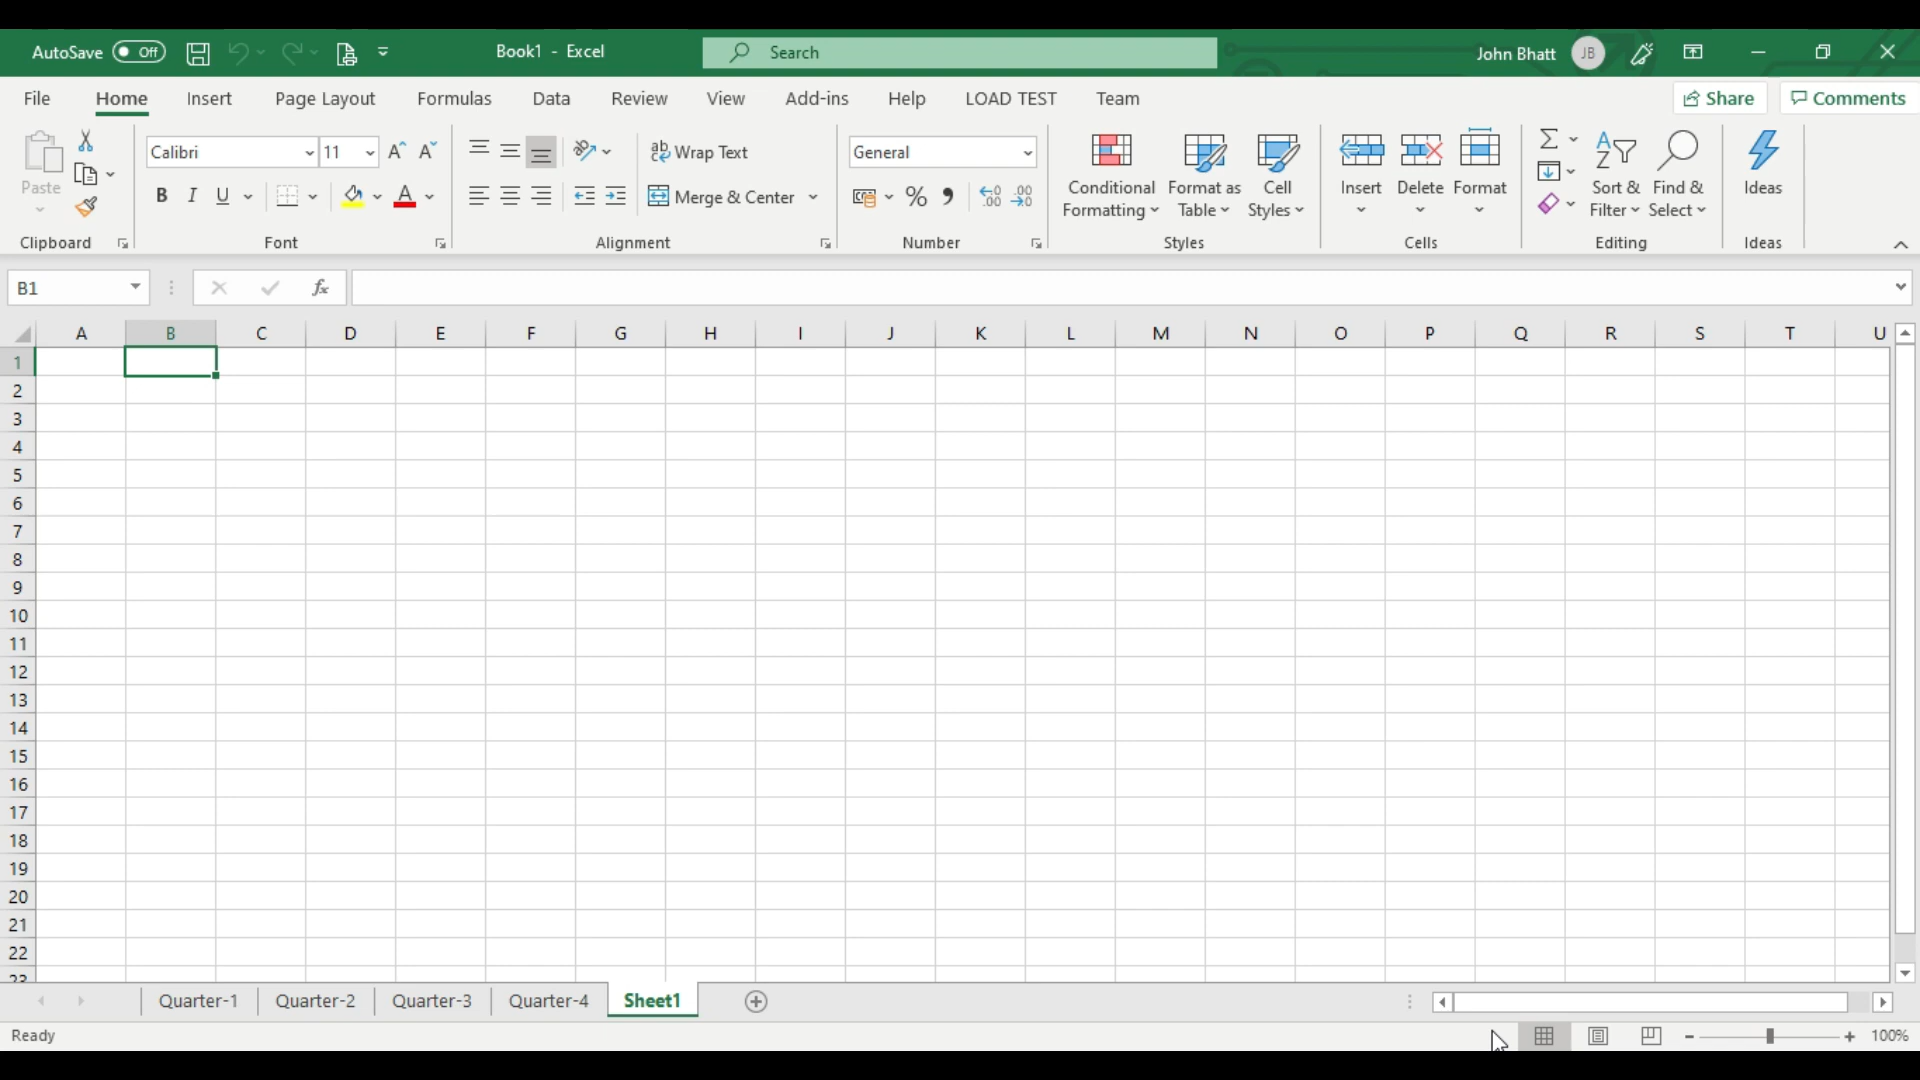 AutoSave Off Book1 - Excel Search John Bhatt JB
File Home Insert Page Layout Formulas Data Review View Add-ins Help LOAD TEST Team Share Comments
Paste
Clipboard
Calibri 11
B I U
Font
ab Wrap Text
Merge & Center
Alignment
General
% 
Number
Conditional Formatting
Format as Table
Cell Styles
Styles
Insert
Delete
Format
Cells
Sort & Filter
Find & Select
Editing
Ideas
Ideas
B1 fx
A B C D E F G H I J K L M N O P Q R S T U
1
2
3
4
5
6
7
8
9
10
11
12
13
14
15
16
17
18
19
20
21
22
23
Quarter-1 Quarter-2 Quarter-3 Quarter-4 Sheet1
Ready 100%